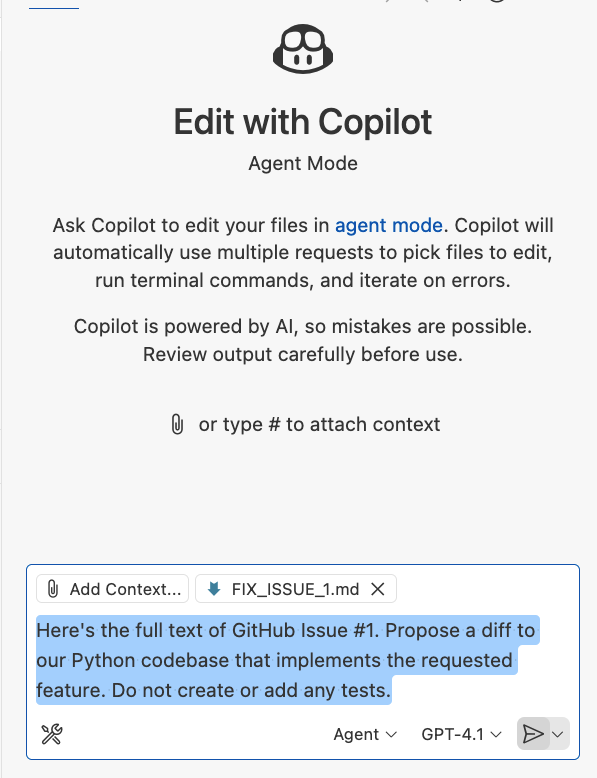 Edit with Copilot
Agent Mode
Ask Copilot to edit your files in agent mode. Copilot will
automatically use multiple requests to pick files to edit,
run terminal commands, and iterate on errors.
Copilot is powered by AI, so mistakes are possible.
Review output carefully before use.
or type # to attach context
Add Context...
FIX_ISSUE_1.md
Here's the full text of GitHub Issue #1. Propose a diff to
our Python codebase that implements the requested
feature. Do not create or add any tests.
Agent
GPT-4.1